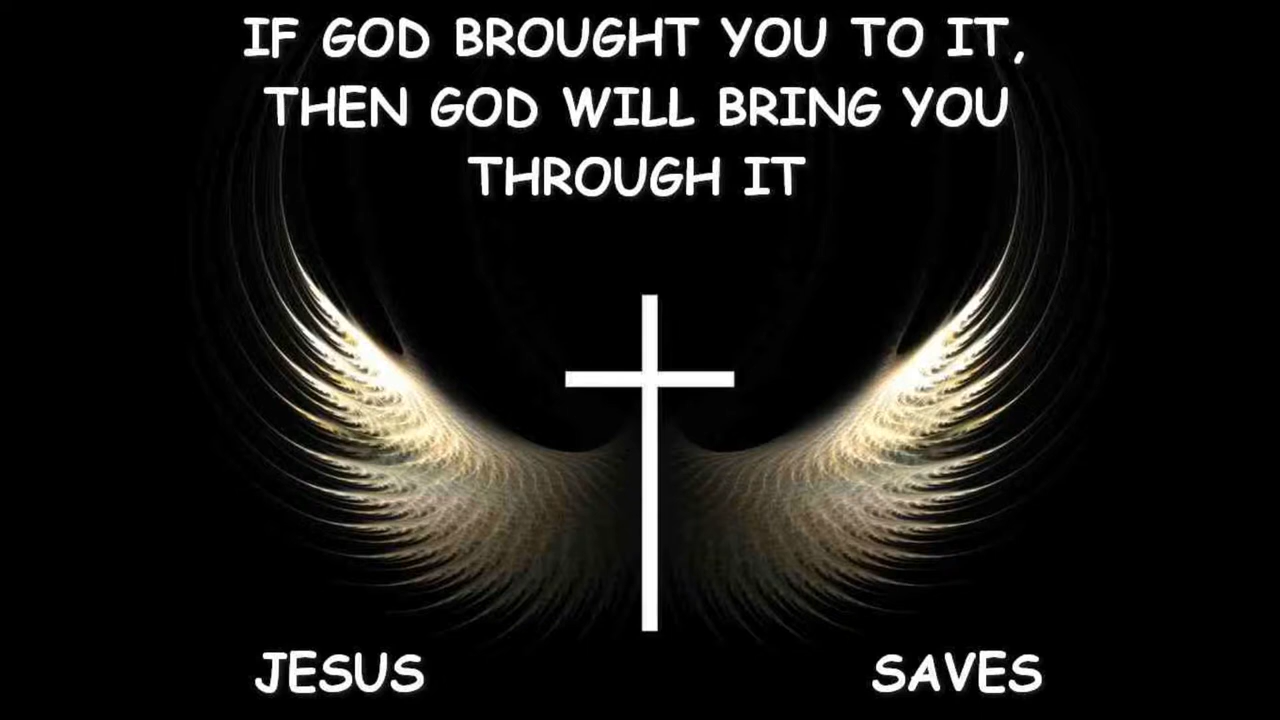 IF GOD BROUGHT YOU TO IT,
THEN GOD WILL BRING YOU
THROUGH IT
JESUS SAVES